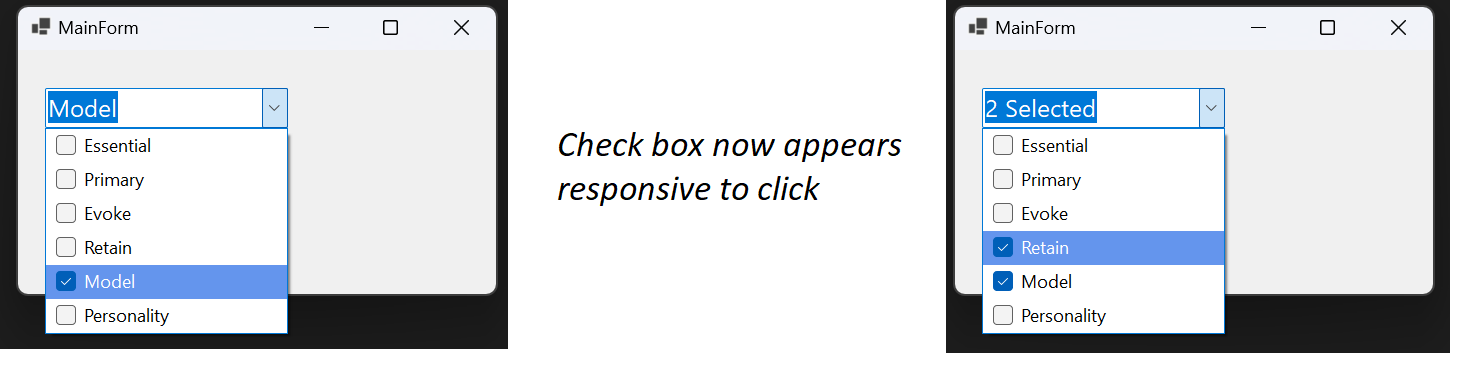 MainForm
Model
Essential
Primary
Evoke
Retain
Model
Personality
Check box now appears
responsive to click
MainForm
2 Selected
Essential
Primary
Evoke
Retain
Model
Personality